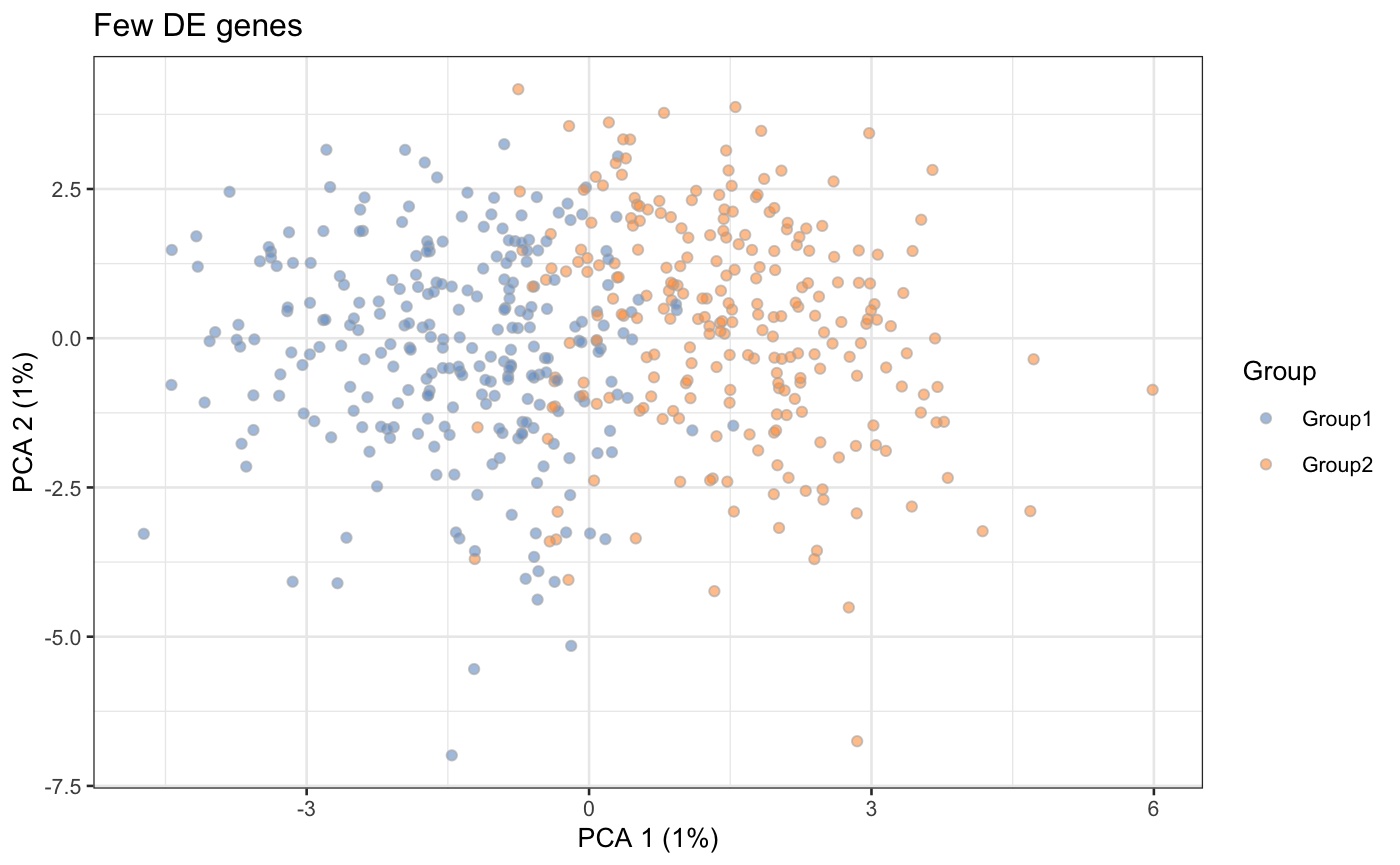 Few DE genes
2.5
0.0
-2.5
-5.0
-7.5
PCA 2 (1%)
-3 0 3 6
PCA 1 (1%)
Group
Group1
Group2